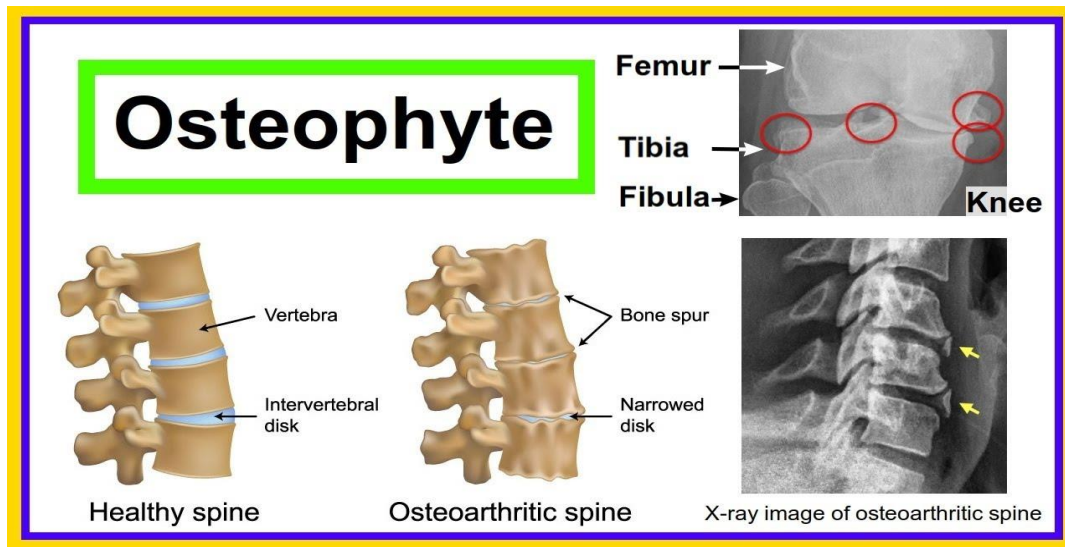 Osteophyte
Femur
Tibia
Fibula
Knee
Vertebra
Intervertebral
disk
Healthy spine
Bone spur
Narrowed
disk
Osteoarthritic spine
X-ray image of osteoarthritic spine